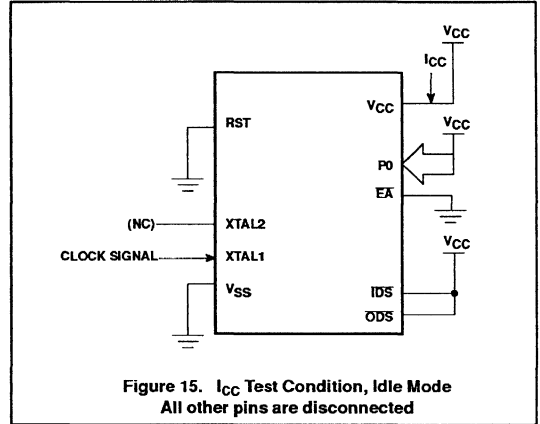 VCC
ICC
VCC
RST
VCC
P0
EA
(NC)
XTAL2
CLOCK SIGNAL
XTAL1
VCC
VSS
IDS
ODS
Figure 15. ICC Test Condition, Idle Mode
All other pins are disconnected